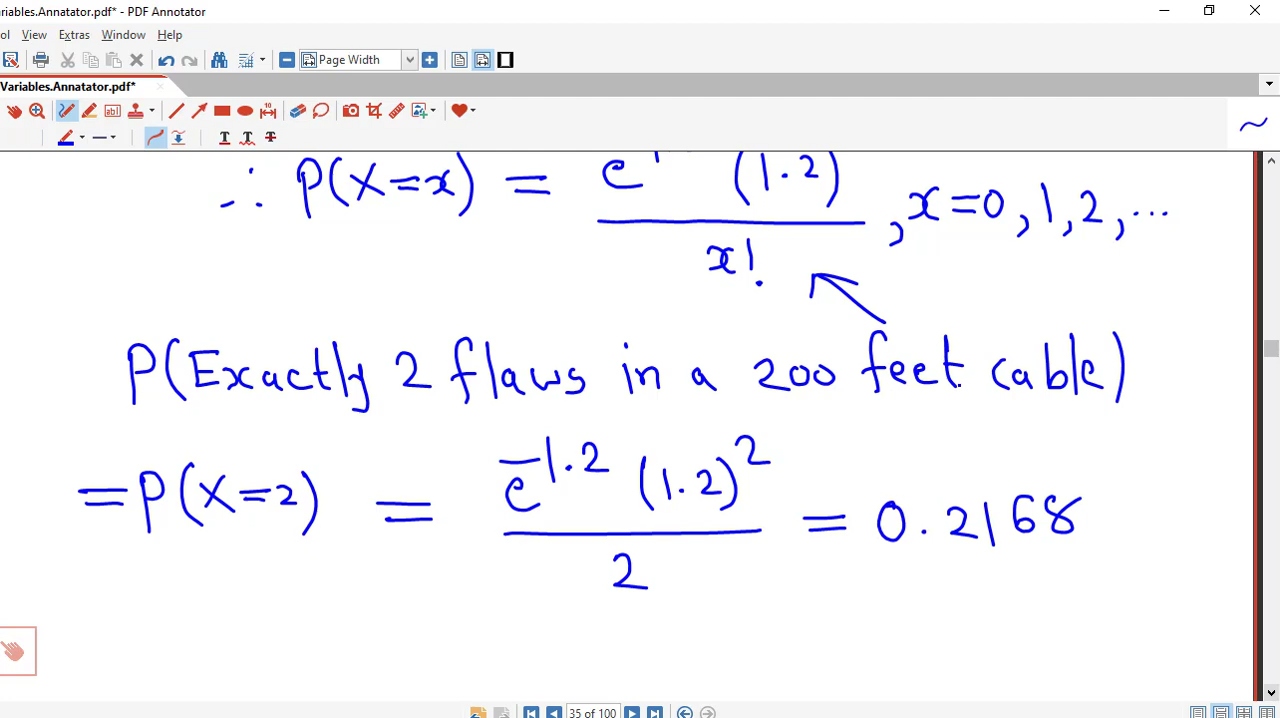 ariables.Annatator.pdf* - PDF Annotator
ol View Extras Window Help
Page Width
Variables.Annatator.pdf*
∴ P(X=x) = e (1.2) / x! , x=0,1,2,...
P(Exactly 2 flaws in a 200 feet cable)
=P(X=2) = e^-1.2 (1.2)^2 / 2 = 0.2168
35 of 100